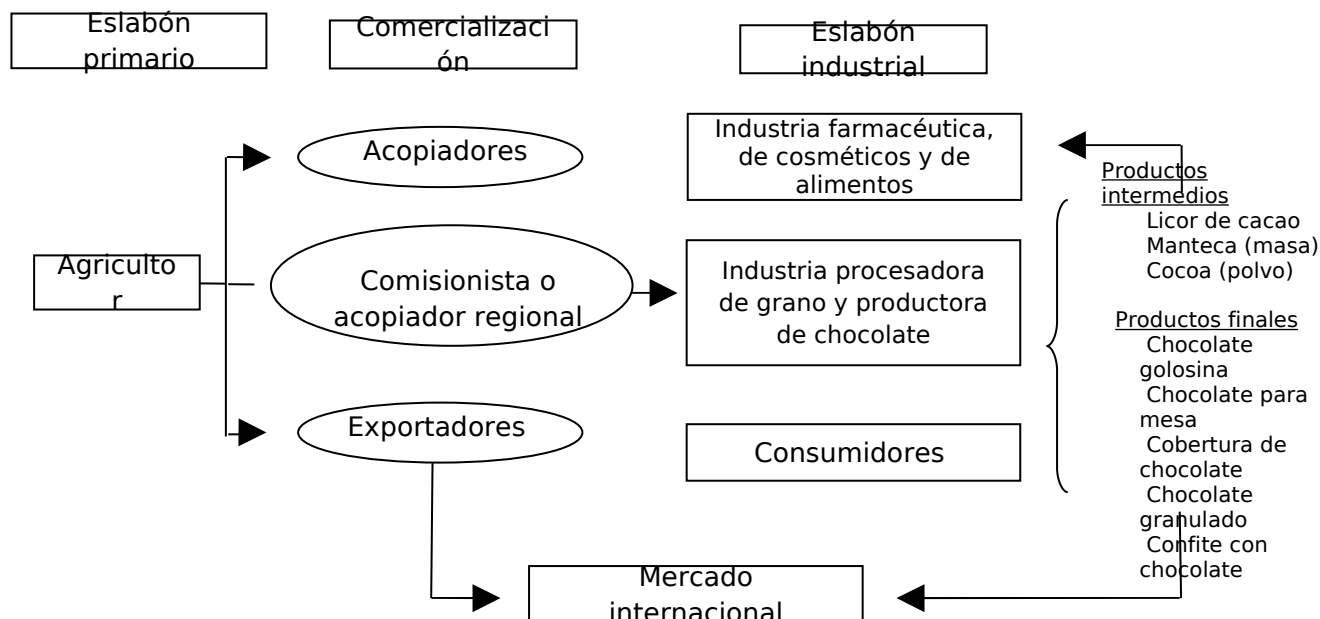 Eslabón
primario
Comercializaci
ón
Eslabón
industrial
Acopiadores
Industria farmacéutica,
de cosméticos y de
alimentos
Productos
intermedios
Licor de cacao
Manteca (masa)
Cocoa (polvo)
Agriculto
r
Comisionista o
acopiador regional
Industria procesadora
de grano y productora
de chocolate
Productos finales
Chocolate
golosina
Chocolate para
mesa
Cobertura de
chocolate
Chocolate
granulado
Confite con
chocolate
Exportadores
Consumidores
Mercado
internacional